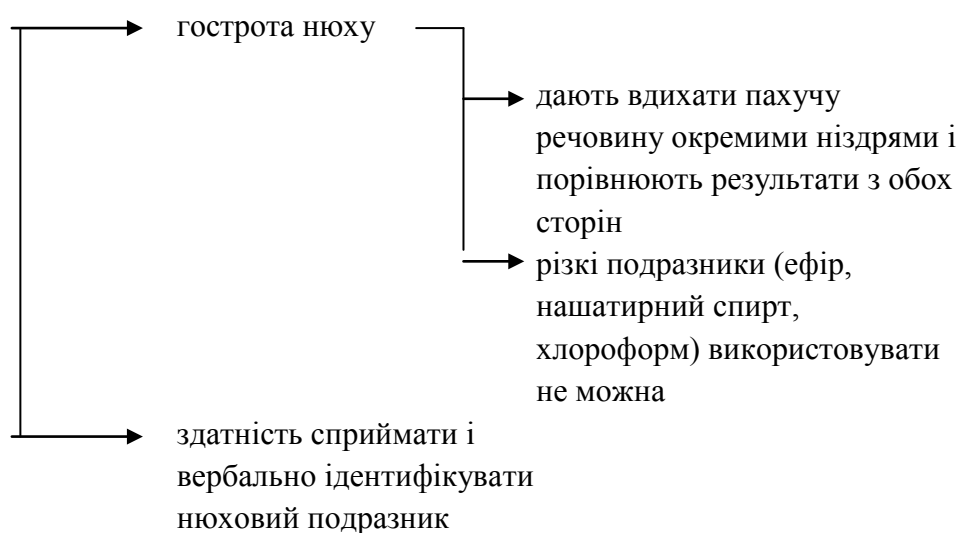 гострота нюху
дають вдихати пахучу
речовину окремими ніздрями і
порівнюють результати з обох
сторін
різкі подразники (ефір,
нашатирний спирт,
хлороформ) використовувати
не можна
здатність сприймати і
вербально ідентифікувати
нюховий подразник